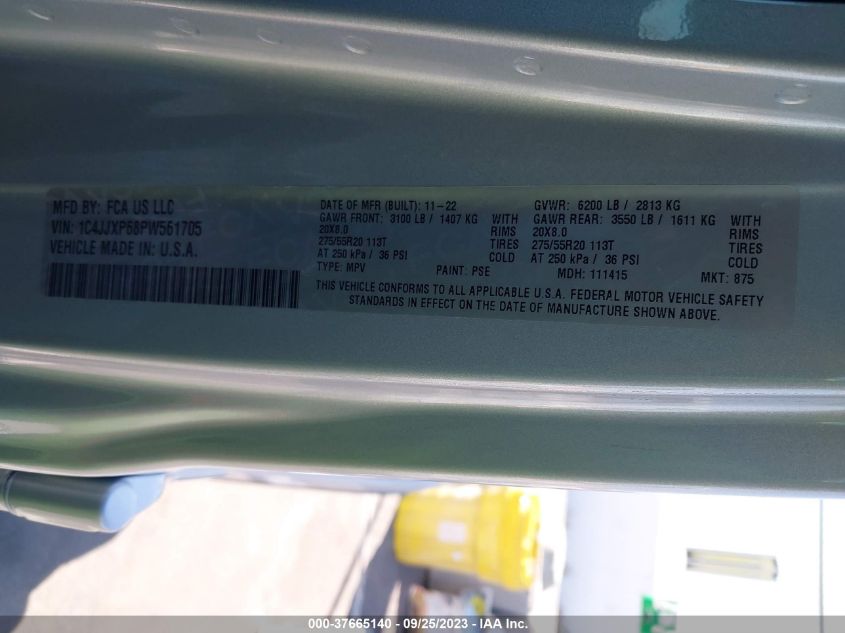 MFD BY: FCA US LLC
VIN: 1C4JJXP58PW561705
VEHICLE MADE IN: U.S.A.
DATE OF MFR (BUILT): 11-22 GVWR: 6200 LB / 2813 KG
GAWR FRONT: 3100 LB / 1407 KG WITH GAWR REAR: 3550 LB / 1611 KG WITH
20X8.0 RIMS 20X8.0 RIMS
275/55R20 113T TIRES 275/55R20 113T TIRES
AT 250 kPa / 36 PSI COLD AT 250 kPa / 36 PSI COLD
TYPE: MPV PAINT: PSE MDH: 111415 MKT: 875
THIS VEHICLE CONFORMS TO ALL APPLICABLE U.S.A. FEDERAL MOTOR VEHICLE SAFETY
STANDARDS IN EFFECT ON THE DATE OF MANUFACTURE SHOWN ABOVE.
000-37665140 - 09/25/2023 - IAA Inc.